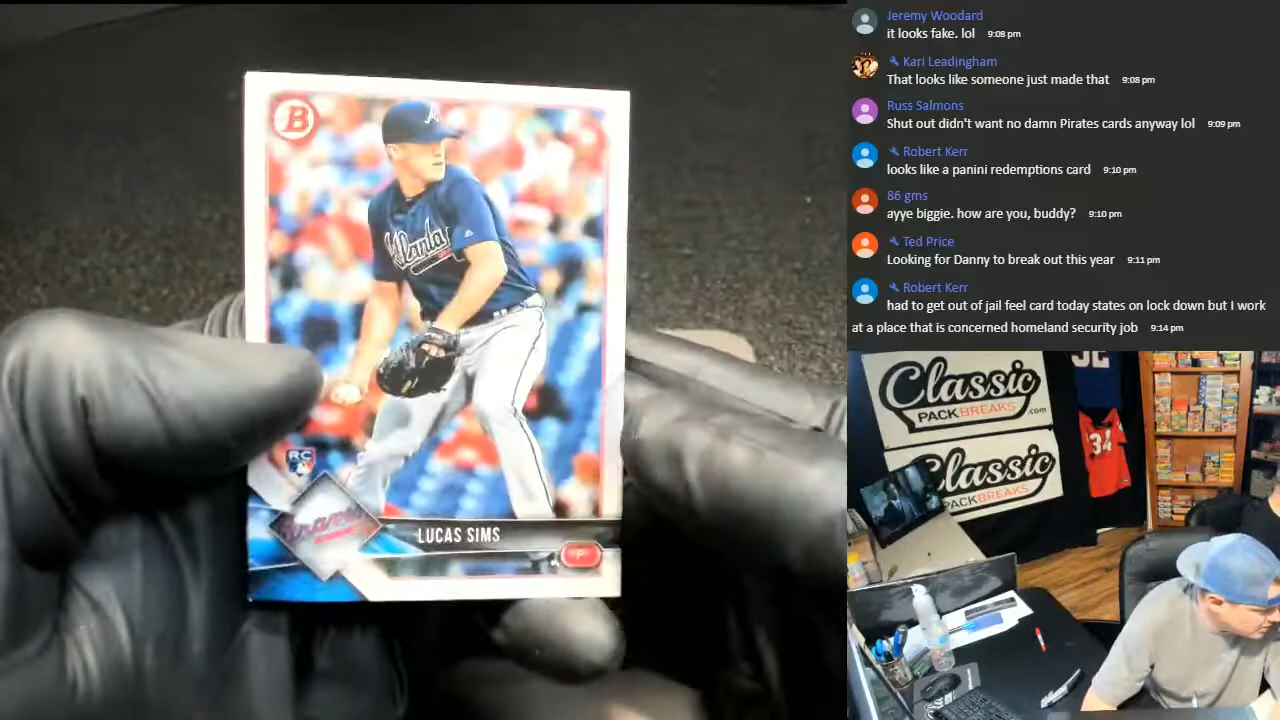 B
A
Atlanta
RC
Braves
LUCAS SIMS
P
Jeremy Woodard
it looks fake. lol 9:08 pm
Kari Leadingham
That looks like someone just made that 9:08 pm
Russ Salmons
Shut out didn't want no damn Pirates cards anyway lol 9:09 pm
Robert Kerr
looks like a panini redemptions card 9:10 pm
86 gms
ayye biggie. how are you, buddy? 9:10 pm
Ted Price
Looking for Danny to break out this year 9:11 pm
Robert Kerr
had to get out of jail feel card today states on lock down but I work
at a place that is concerned homeland security job 9:14 pm
Classic
PACKBREAKS.com
Classic
PACKBREAKS
34